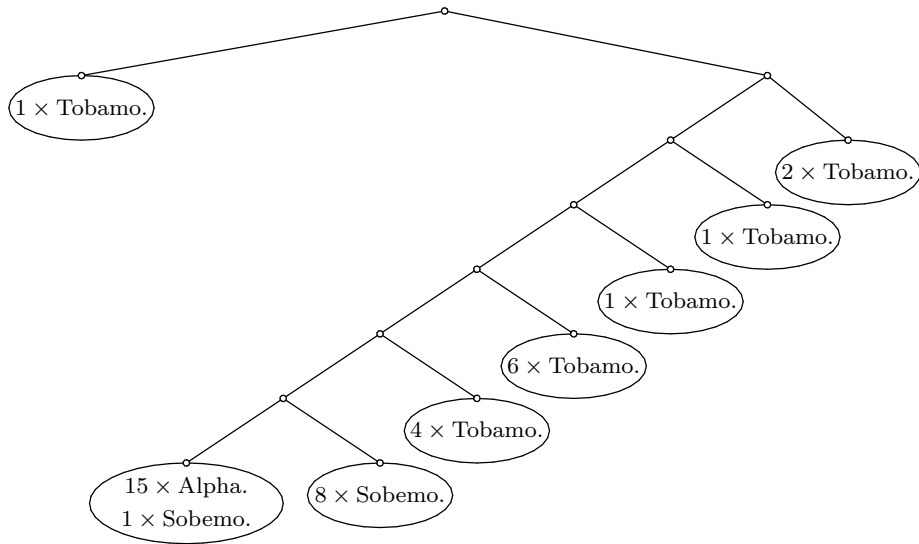 1 × Tobamo.
2 × Tobamo.
1 × Tobamo.
1 × Tobamo.
6 × Tobamo.
4 × Tobamo.
15 × Alpha.
1 × Sobemo.
8 × Sobemo.